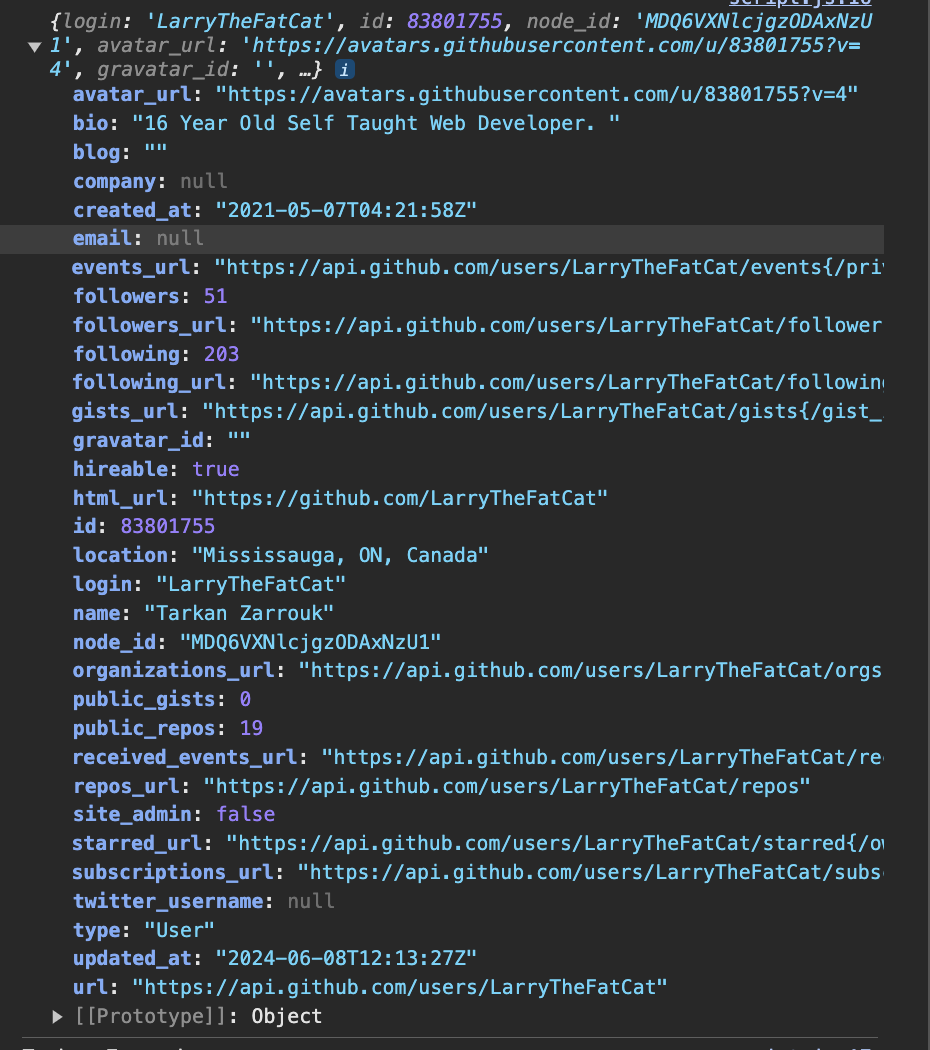 script.js:10
{login: 'LarryTheFatCat', id: 83801755, node_id: 'MDQ6VXNlcjgzODAxNzU
1', avatar_url: 'https://avatars.githubusercontent.com/u/83801755?v=
4', gravatar_id: '', …} i
avatar_url: "https://avatars.githubusercontent.com/u/83801755?v=4"
bio: "16 Year Old Self Taught Web Developer. "
blog: ""
company: null
created_at: "2021-05-07T04:21:58Z"
email: null
events_url: "https://api.github.com/users/LarryTheFatCat/events{/priv
followers: 51
followers_url: "https://api.github.com/users/LarryTheFatCat/follower
following: 203
following_url: "https://api.github.com/users/LarryTheFatCat/following
gists_url: "https://api.github.com/users/LarryTheFatCat/gists{/gist_
gravatar_id: ""
hireable: true
html_url: "https://github.com/LarryTheFatCat"
id: 83801755
location: "Mississauga, ON, Canada"
login: "LarryTheFatCat"
name: "Tarkan Zarrouk"
node_id: "MDQ6VXNlcjgzODAxNzU1"
organizations_url: "https://api.github.com/users/LarryTheFatCat/orgs
public_gists: 0
public_repos: 19
received_events_url: "https://api.github.com/users/LarryTheFatCat/rec
repos_url: "https://api.github.com/users/LarryTheFatCat/repos"
site_admin: false
starred_url: "https://api.github.com/users/LarryTheFatCat/starred{/ow
subscriptions_url: "https://api.github.com/users/LarryTheFatCat/subsc
twitter_username: null
type: "User"
updated_at: "2024-06-08T12:13:27Z"
url: "https://api.github.com/users/LarryTheFatCat"
[[Prototype]]: Object